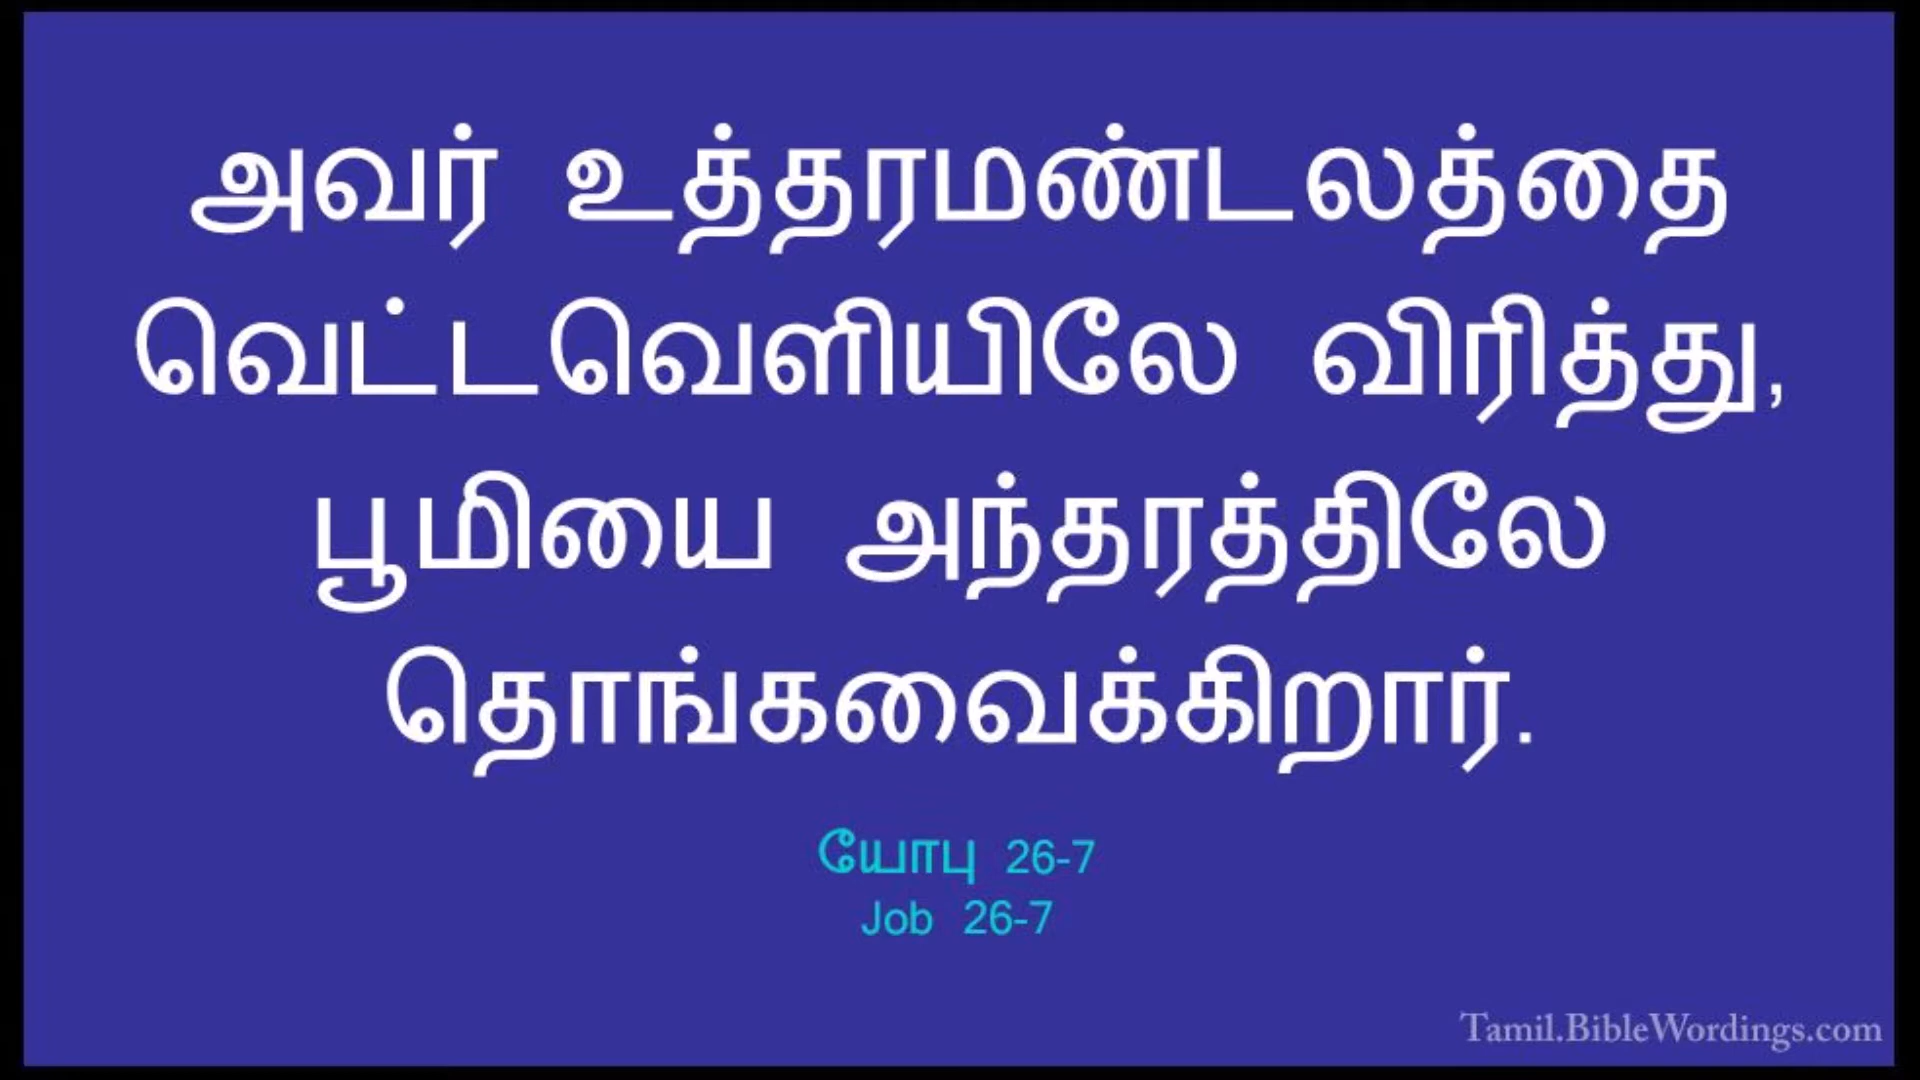 அவர் உத்தரமண்டலத்தை
வெட்டவெளியிலே விரித்து,
பூமியை அந்தரத்திலே
தொங்கவைக்கிறார்.
யோபு 26-7
Job 26-7
Tamil.BibleWordings.com